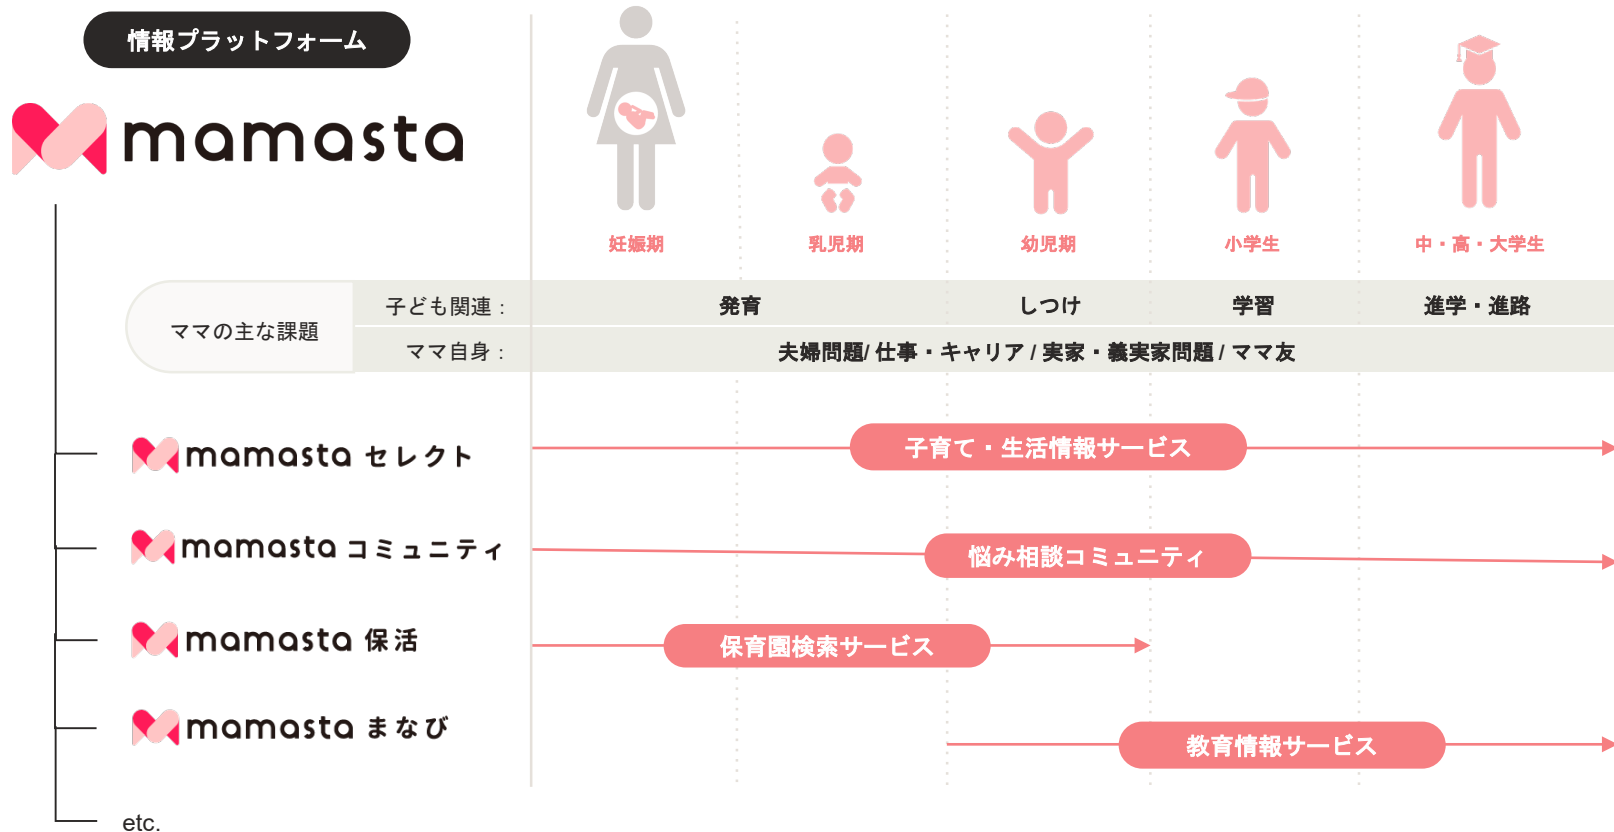 情報プラットフォーム
mamasta
妊娠期
乳児期
幼児期
小学生
中・高・大学生
ママの主な課題
子ども関連：
発育
しつけ
学習
進学・進路
ママ自身：
夫婦問題/ 仕事・キャリア / 実家・義実家問題 / ママ友
mamasta セレクト
子育て・生活情報サービス
mamasta コミュニティ
悩み相談コミュニティ
mamasta 保活
保育園検索サービス
mamasta まなび
教育情報サービス
etc.